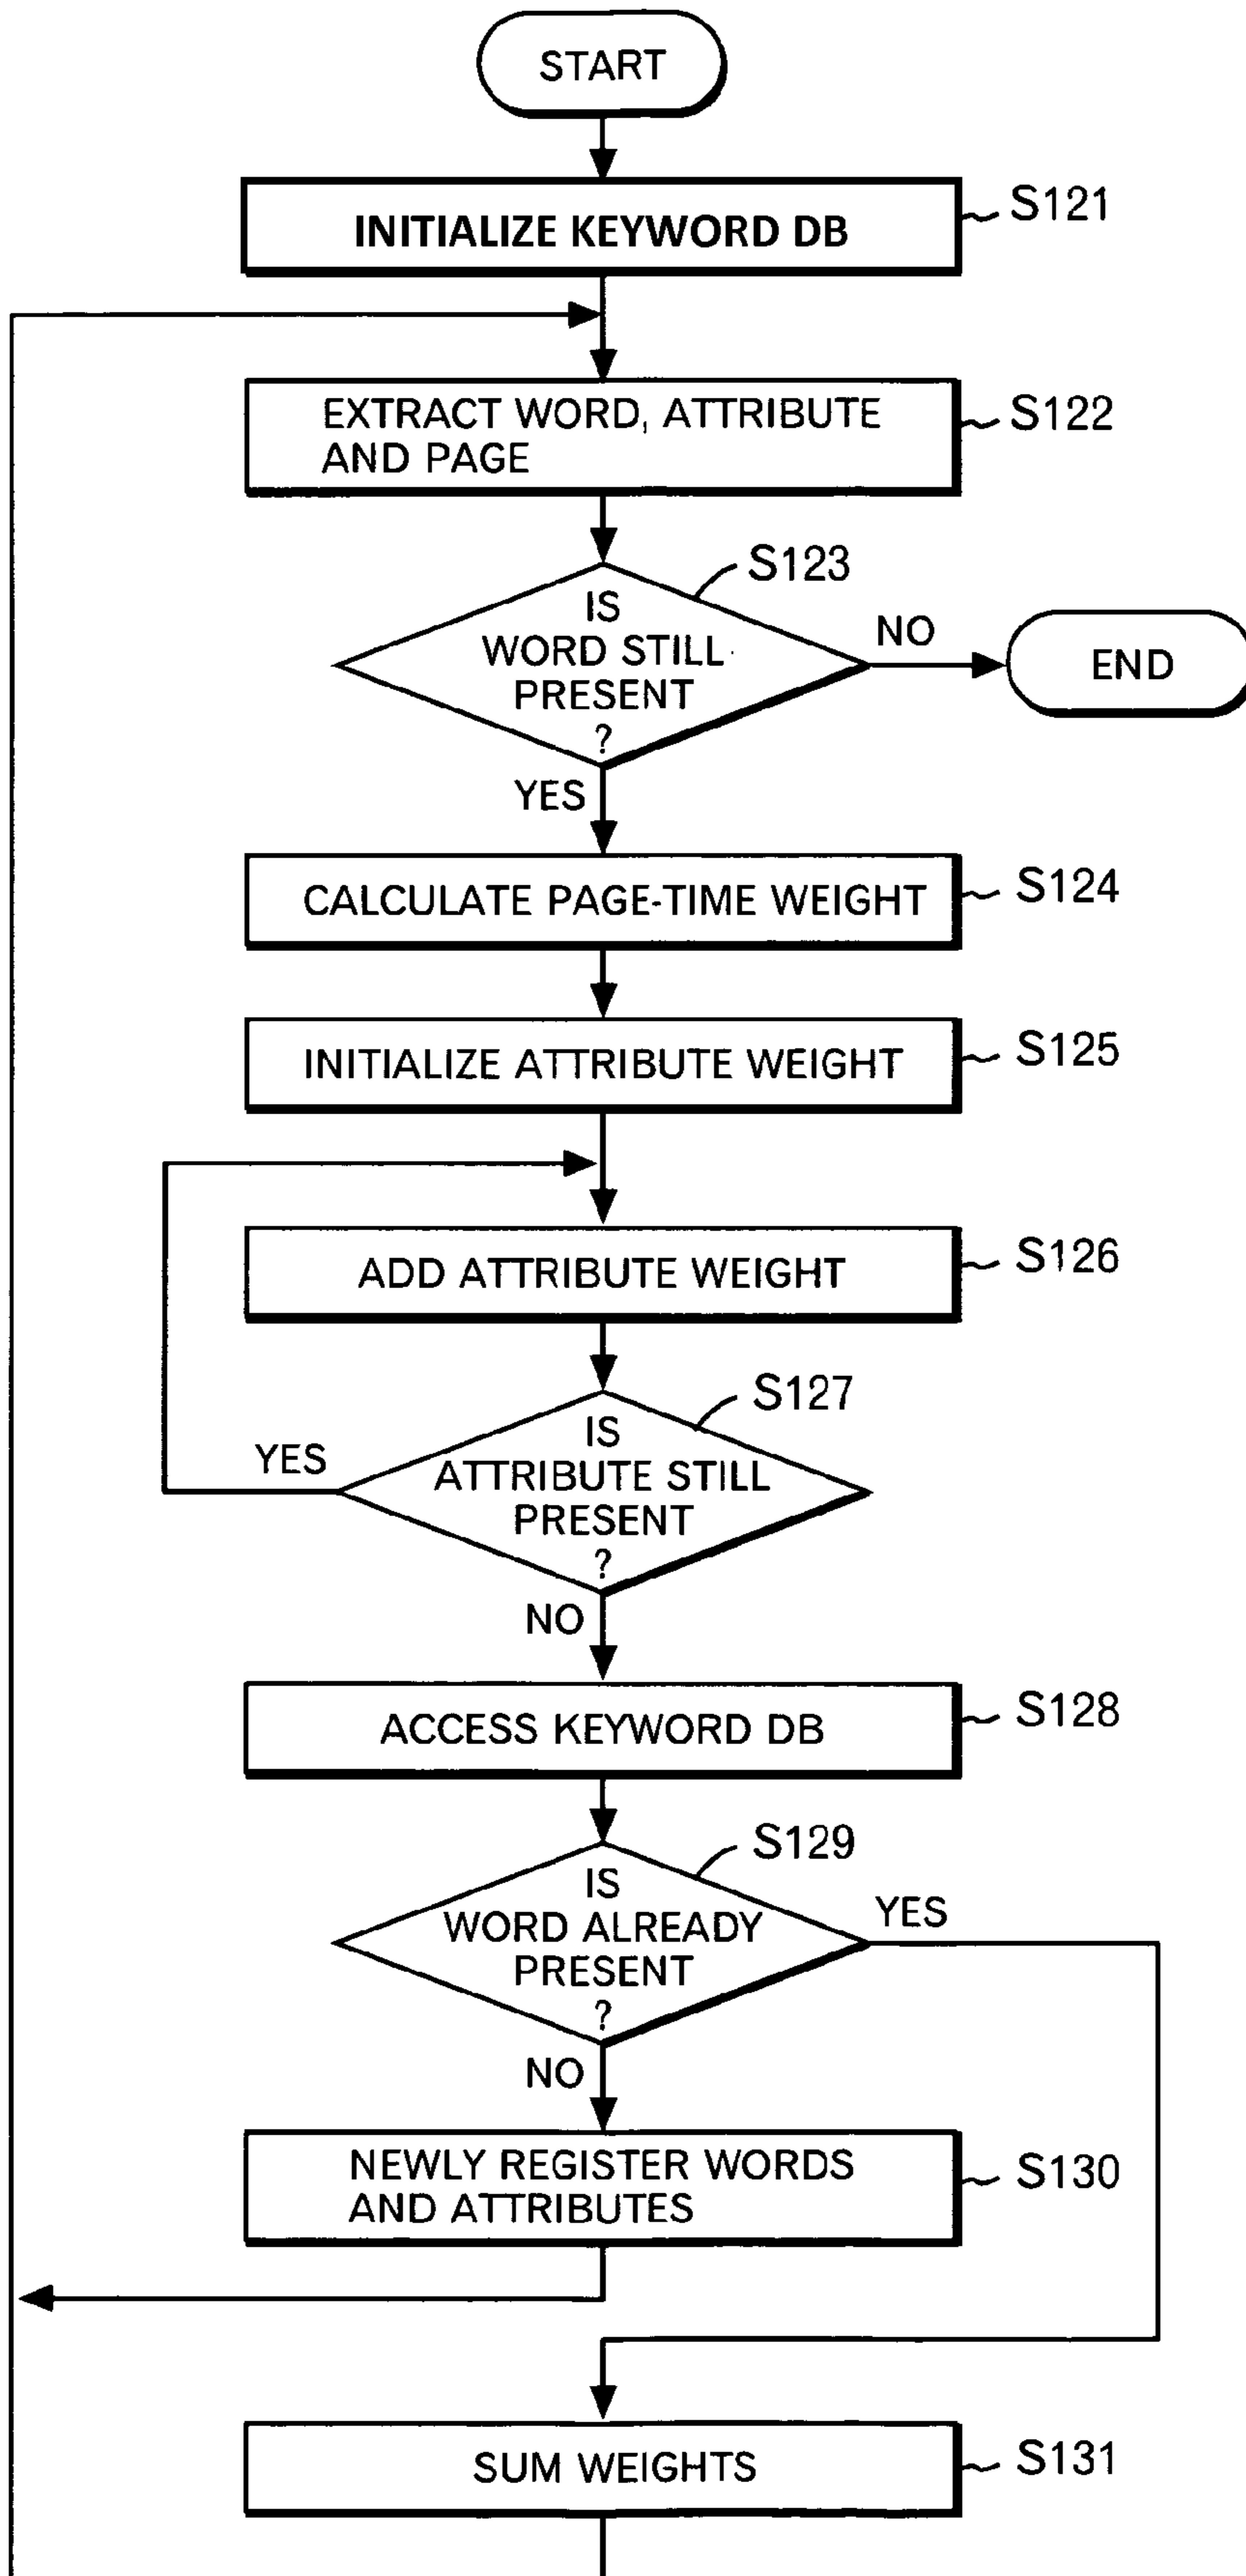 START
INITIALIZE KEYWORD DB
S121
EXTRACT WORD, ATTRIBUTE
AND PAGE
S122
S123
IS
WORD STILL
PRESENT
?
NO
END
YES
CALCULATE PAGE-TIME WEIGHT
S124
INITIALIZE ATTRIBUTE WEIGHT
S125
ADD ATTRIBUTE WEIGHT
S126
S127
IS
ATTRIBUTE STILL
PRESENT
?
YES
NO
ACCESS KEYWORD DB
S128
S129
IS
WORD ALREADY
PRESENT
?
YES
NO
NEWLY REGISTER WORDS
AND ATTRIBUTES
S130
SUM WEIGHTS
S131